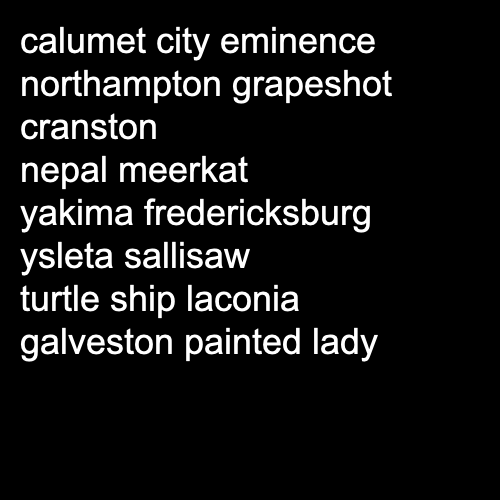 calumet city eminence
northampton grapeshot
cranston
nepal meerkat
yakima fredericksburg
ysleta sallisaw
turtle ship laconia
galveston painted lady